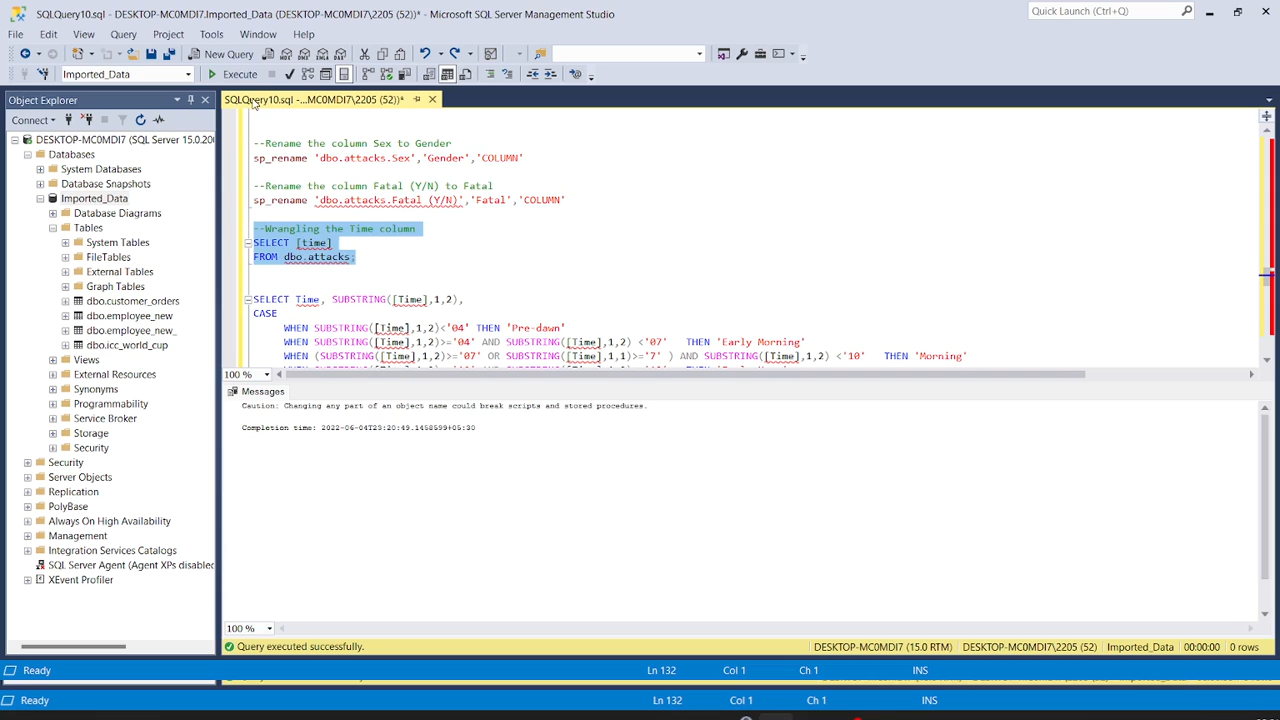 SQLQuery10.sql - DESKTOP-MC0MDI7.Imported_Data (DESKTOP-MC0MDI7\2205 (52))* - Microsoft SQL Server Management Studio
Quick Launch (Ctrl+Q)
File Edit View Query Project Tools Window Help
New Query
Imported_Data Execute
Object Explorer
SQLQuery10.sql -...MC0MDI7\2205 (52))*
Connect
DESKTOP-MC0MDI7 (SQL Server 15.0.200
Databases
System Databases
Database Snapshots
Imported_Data
Database Diagrams
Tables
System Tables
FileTables
External Tables
Graph Tables
dbo.customer_orders
dbo.employee_new
dbo.employee_new_
dbo.icc_world_cup
Views
External Resources
Synonyms
Programmability
Service Broker
Storage
Security
Security
Server Objects
Replication
PolyBase
Always On High Availability
Management
Integration Services Catalogs
SQL Server Agent (Agent XPs disabled
XEvent Profiler
--Rename the column Sex to Gender
sp_rename 'dbo.attacks.Sex','Gender','COLUMN'
--Rename the column Fatal (Y/N) to Fatal
sp_rename 'dbo.attacks.Fatal (Y/N)','Fatal','COLUMN'
--Wrangling the Time column
SELECT [time]
FROM dbo.attacks;
SELECT Time, SUBSTRING([Time],1,2),
CASE
WHEN SUBSTRING([Time],1,2)<'04' THEN 'Pre-dawn'
WHEN SUBSTRING([Time],1,2)>='04' AND SUBSTRING([Time],1,2) <'07' THEN 'Early Morning'
WHEN (SUBSTRING([Time],1,2)>='07' OR SUBSTRING([Time],1,1)>='7' ) AND SUBSTRING([Time],1,2) <'10' THEN 'Morning'
100 %
Messages
Caution: Changing any part of an object name could break scripts and stored procedures.
Completion time: 2022-06-04T23:20:49.1458599+05:30
100 %
Query executed successfully.
DESKTOP-MC0MDI7 (15.0 RTM) DESKTOP-MC0MDI7\2205 (52) Imported_Data 00:00:00 0 rows
Ready Ln 132 Col 1 Ch 1 INS
Ready Ln 132 Col 1 Ch 1 INS